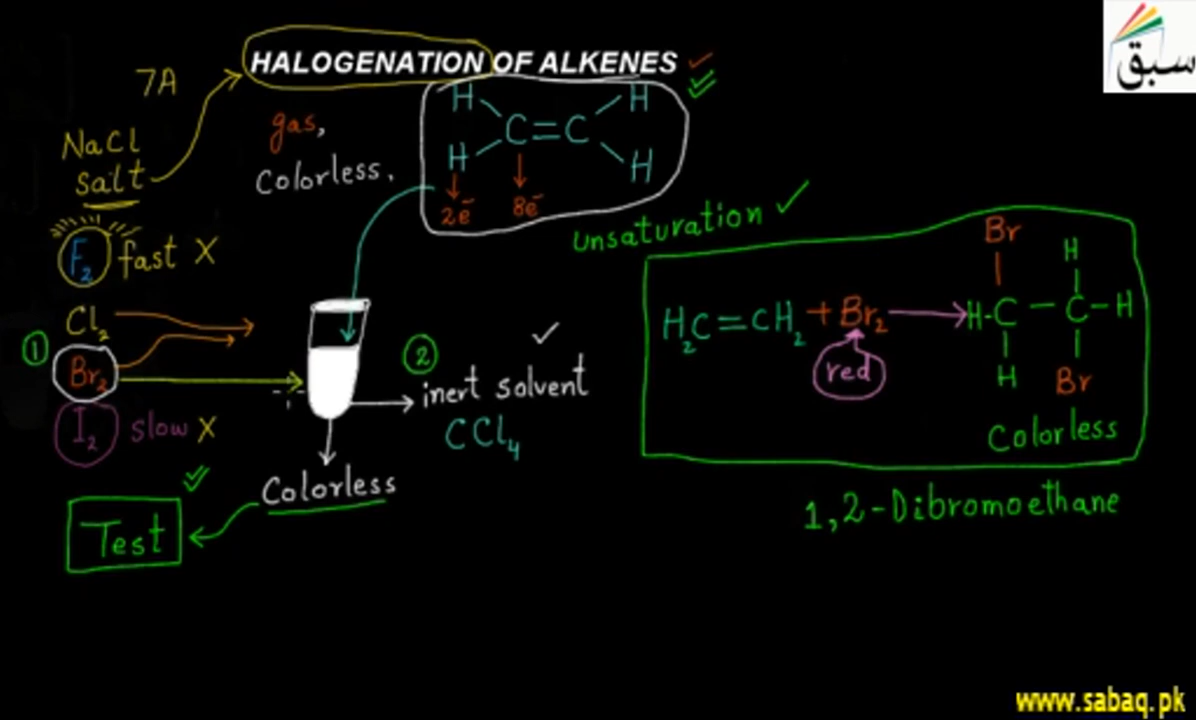 سبق
HALOGENATION OF ALKENES
7A
NaCl
salt
gas,
Colorless.
H H
C=C
H H
2e⁻ 8e⁻
unsaturation
F₂ fast X
Cl₂
① Br₂
I₂ slow X
② inert solvent
CCl₄
Colorless
Test
H₂C=CH₂ + Br₂
red
Br H
H-C-C-H
H Br
Colorless
1,2-Dibromoethane
www.sabaq.pk